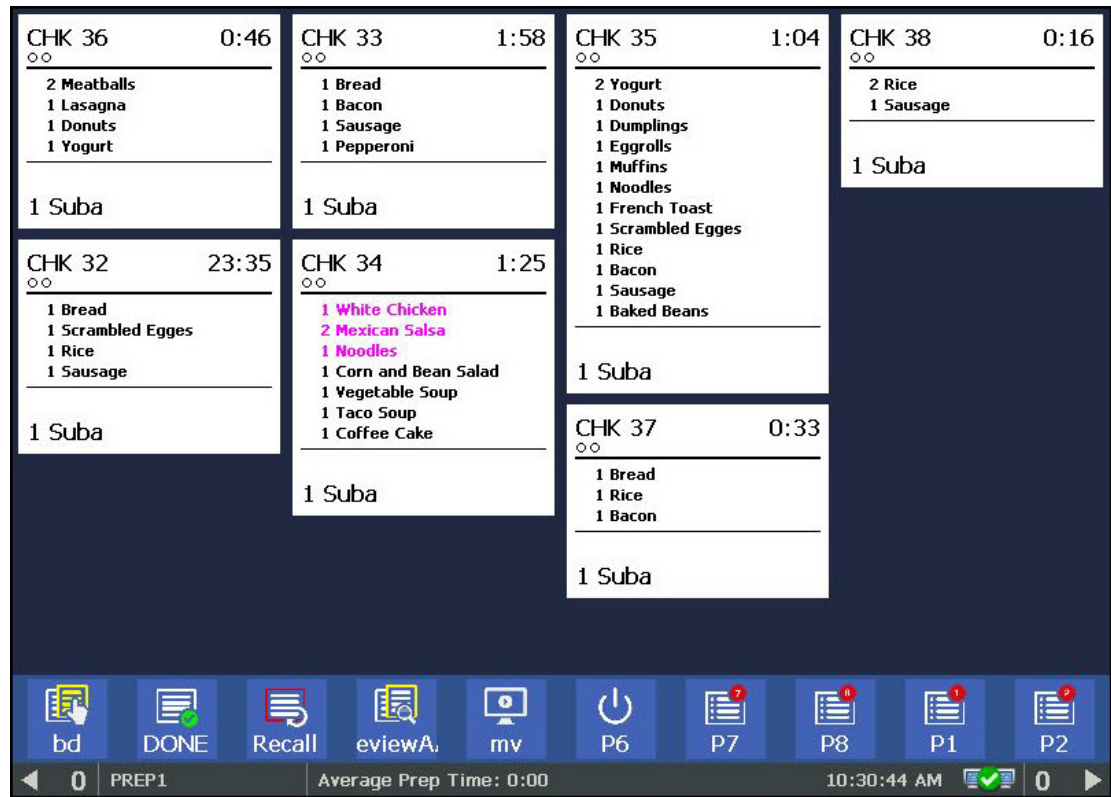 CHK 36 0:46
2 Meatballs
1 Lasagna
1 Donuts
1 Yogurt
1 Suba
CHK 32 23:35
1 Bread
1 Scrambled Egges
1 Rice
1 Sausage
1 Suba
CHK 33 1:58
1 Bread
1 Bacon
1 Sausage
1 Pepperoni
1 Suba
CHK 34 1:25
1 White Chicken
2 Mexican Salsa
1 Noodles
1 Corn and Bean Salad
1 Vegetable Soup
1 Taco Soup
1 Coffee Cake
1 Suba
CHK 35 1:04
2 Yogurt
1 Donuts
1 Dumplings
1 Eggrolls
1 Muffins
1 Noodles
1 French Toast
1 Scrambled Egges
1 Rice
1 Bacon
1 Sausage
1 Baked Beans
1 Suba
CHK 37 0:33
1 Bread
1 Rice
1 Bacon
1 Suba
CHK 38 0:16
2 Rice
1 Sausage
1 Suba
7 1
bd DONE Recall eviewA mv P6 P7 P8 P1 P2
0 PREP1 Average Prep Time: 0:00 10:30:44 AM 0